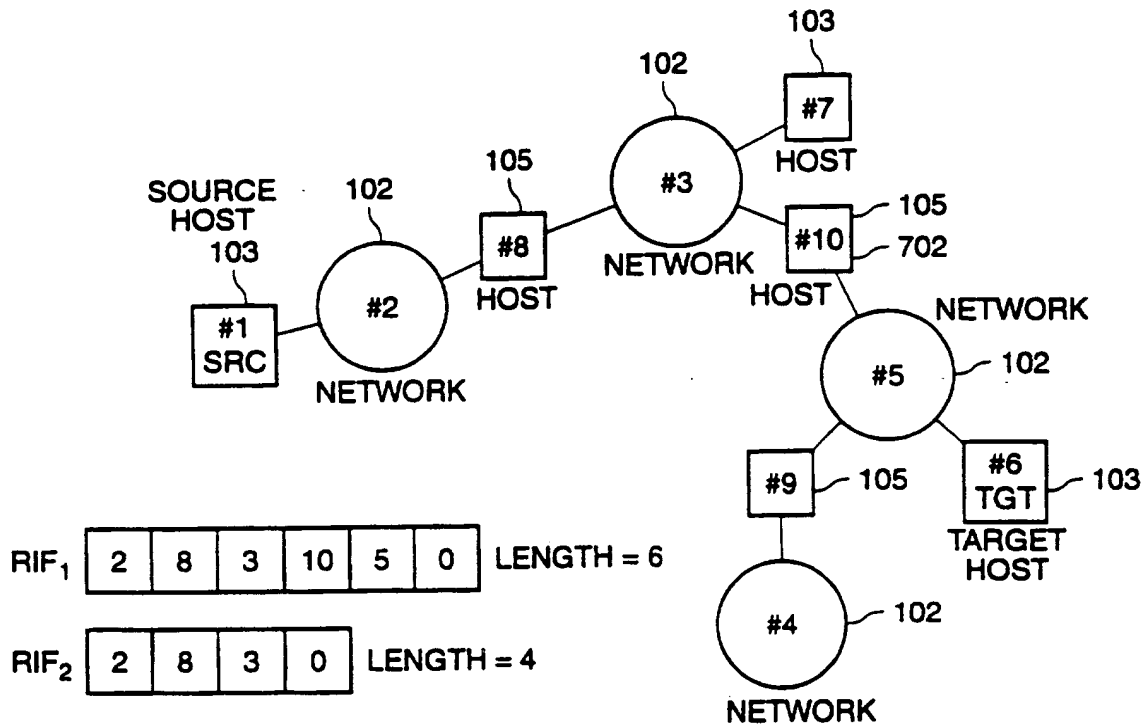 103
102
#7
HOST
#3
NETWORK
105
#8
HOST
SOURCE
HOST
103
102
#1
SRC
#2
NETWORK
105
#10
702
HOST
NETWORK
#5
102
#9
105
#6
TGT
103
TARGET
HOST
RIF1 2 8 3 10 5 0 LENGTH = 6
#4
102
RIF2 2 8 3 0 LENGTH = 4
NETWORK